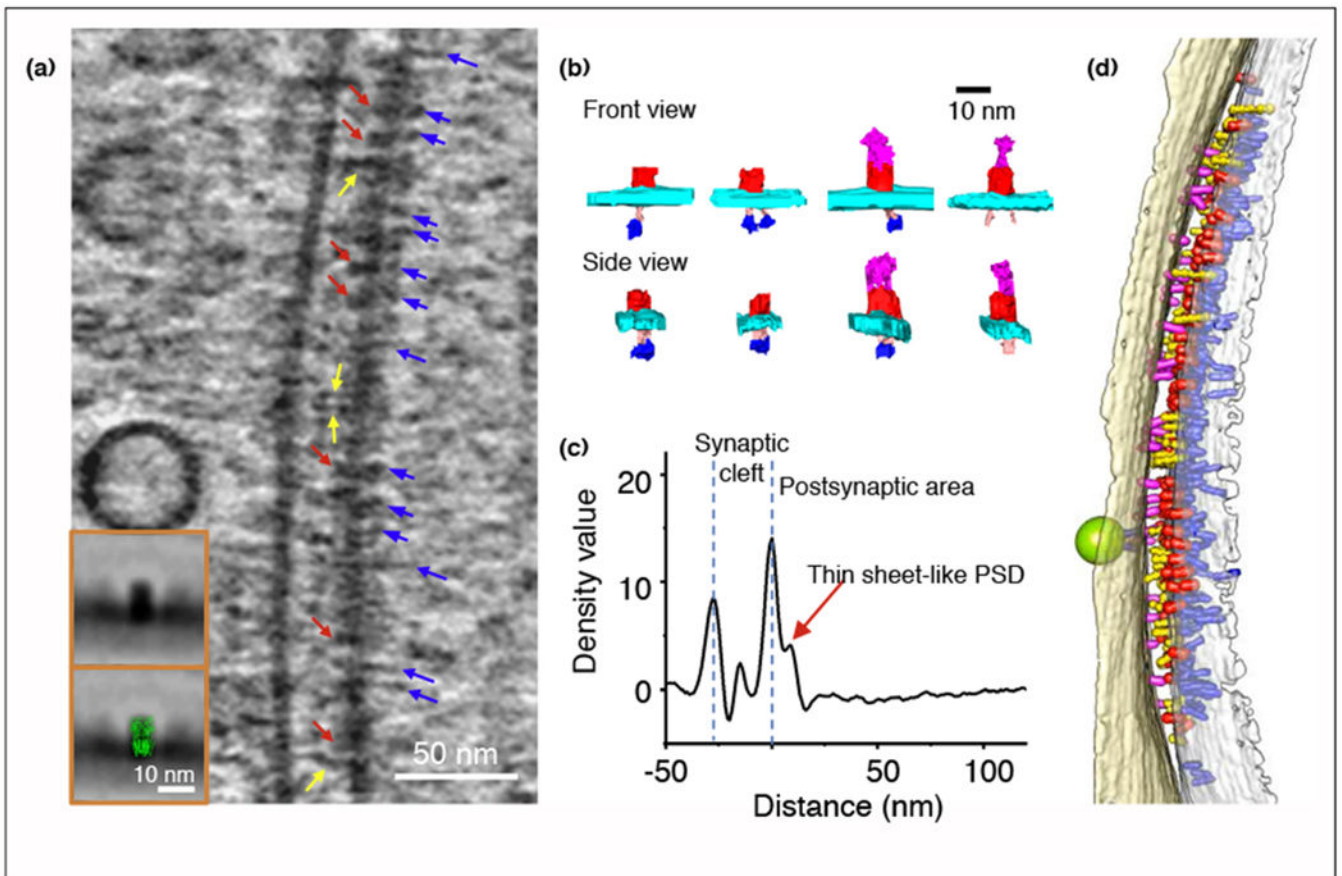 (a)
50 nm
10 nm
(b)
Front view
10 nm
Side view
(c)
Synaptic
cleft
Postsynaptic area
Thin sheet-like PSD
Density value
20
10
0
-50
0
50
100
Distance (nm)
(d)